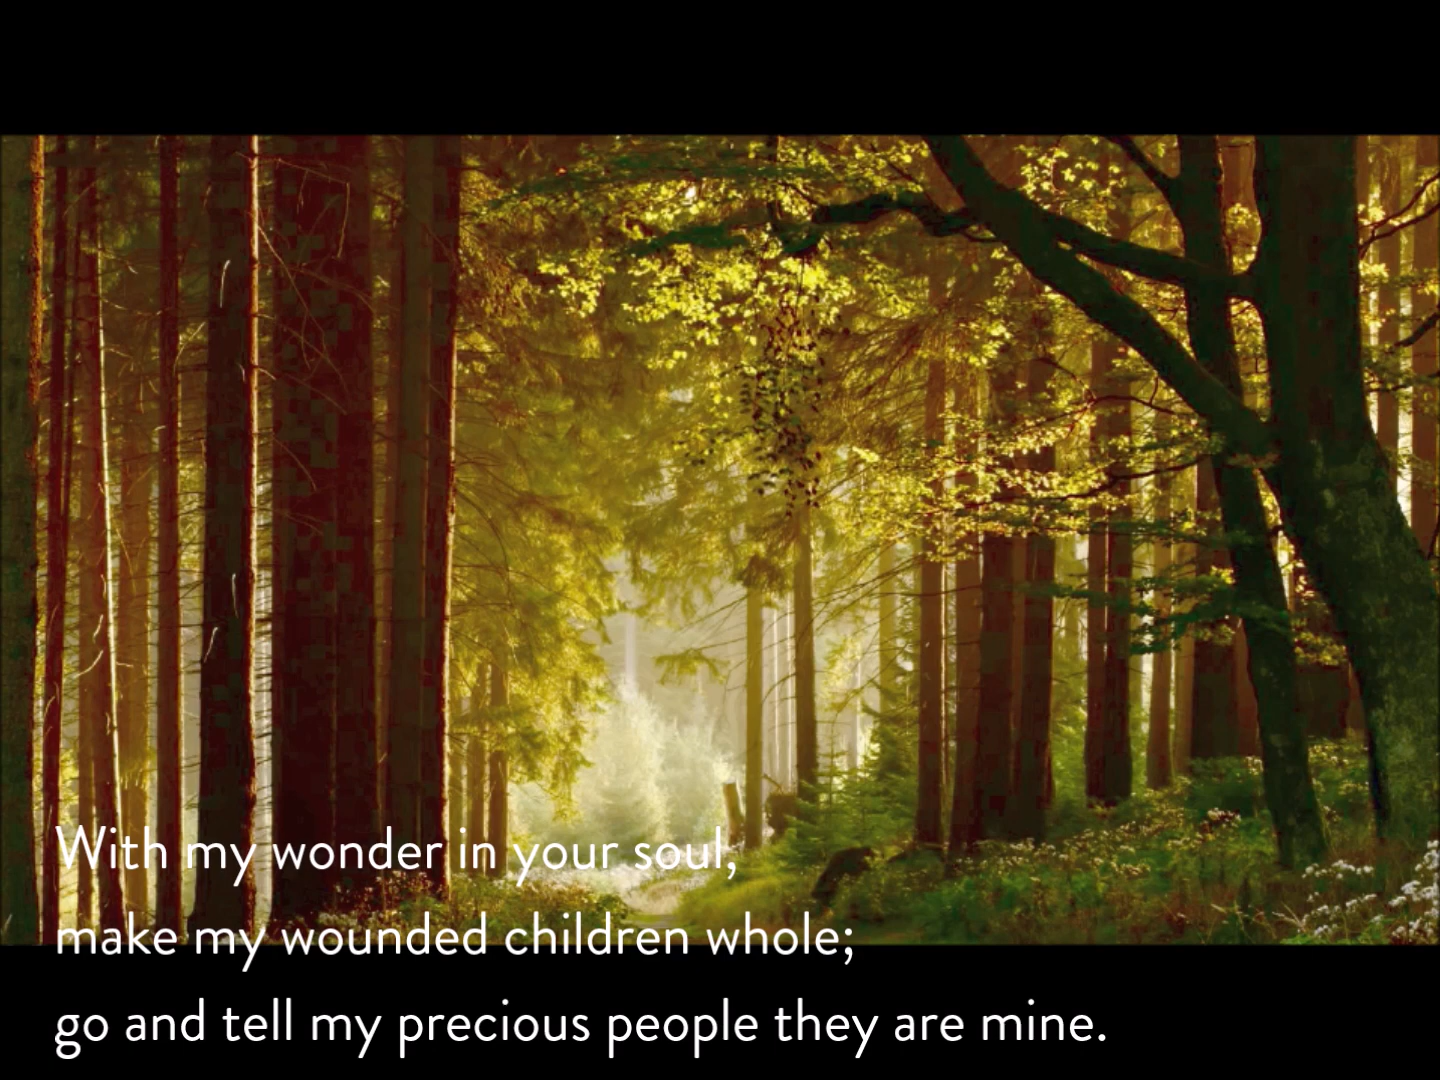 With my wonder in your soul,
make my wounded children whole;
go and tell my precious people they are mine.